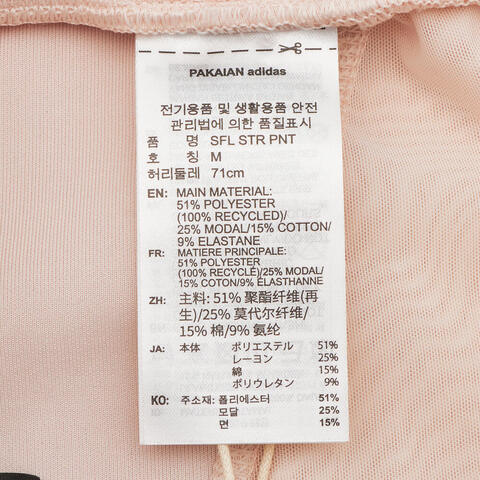 PAKAIAN adidas
전기용품 및 생활용품 안전
관리법에 의한 품질표시
품 명 SFL STR PNT
호 칭 M
허리둘레 71cm
EN: MAIN MATERIAL:
51% POLYESTER
(100% RECYCLED)/
25% MODAL/15% COTTON/
9% ELASTANE
FR: MATIÈRE PRINCIPALE:
51% POLYESTER
(100% RECYCLÉ)/25% MODAL/
15% COTON/9% ÉLASTHANNE
ZH: 主料: 51% 聚酯纤维(再
生)/25% 莫代尔纤维/
15% 棉/9% 氨纶
JA: 本体 ポリエステル 51%
レーヨン 25%
綿 15%
ポリウレタン 9%
KO: 주소재: 폴리에스터 51%
모달 25%
면 15%